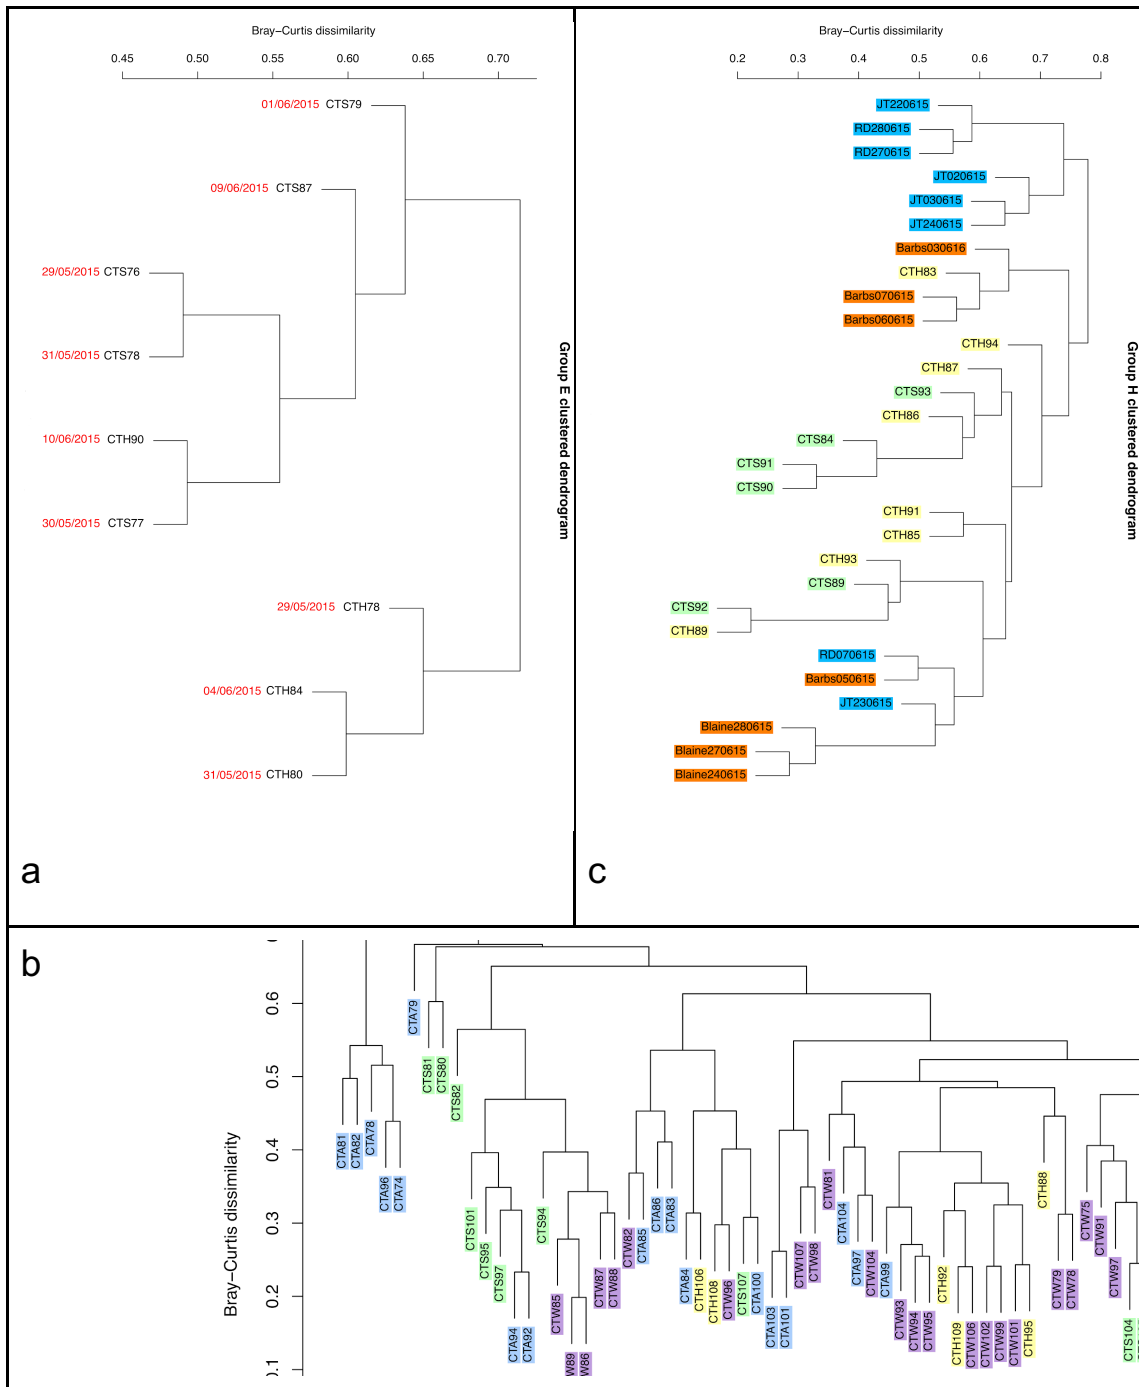 Bray−Curtis dissimilarity
0.45 0.50 0.55 0.60 0.65 0.70
01/06/2015 CTS79
09/06/2015 CTS87
29/05/2015 CTS76
31/05/2015 CTS78
10/06/2015 CTH90
30/05/2015 CTS77
29/05/2015 CTH78
04/06/2015 CTH84
31/05/2015 CTH80
Group E clustered dendrogram
a
Bray−Curtis dissimilarity
0.2 0.3 0.4 0.5 0.6 0.7 0.8
JT220615
RD280615
RD270615
JT020615
JT030615
JT240615
Barbs030616
CTH83
Barbs070615
Barbs060615
CTH94
CTH87
CTS93
CTH86
CTS84
CTS91
CTS90
CTH91
CTH85
CTH93
CTS89
CTS92
CTH89
RD070615
Barbs050615
JT230615
Blaine280615
Blaine270615
Blaine240615
Group H clustered dendrogram
c
b
Bray−Curtis dissimilarity
0.6
0.5
0.4
0.3
0.2
0.1
CTA81
CTA82
CTA78
CTA96
CTA74
CTA79
CTS81
CTS80
CTS82
CTS101
CTS95
CTS97
CTA94
CTA92
CTS94
CTW85
W89
W86
CTW87
CTW88
CTW82
CTA85
CTA86
CTA83
CTA84
CTH106
CTH108
CTW96
CTS107
CTA100
CTA103
CTA101
CTW107
CTW98
CTW81
CTA104
CTA97
CTW104
CTA99
CTW93
CTW94
CTW95
CTH92
CTH109
CTW106
CTW102
CTW99
CTW101
CTH95
CTH88
CTW79
CTW78
CTW75
CTW91
CTW97
CTS104